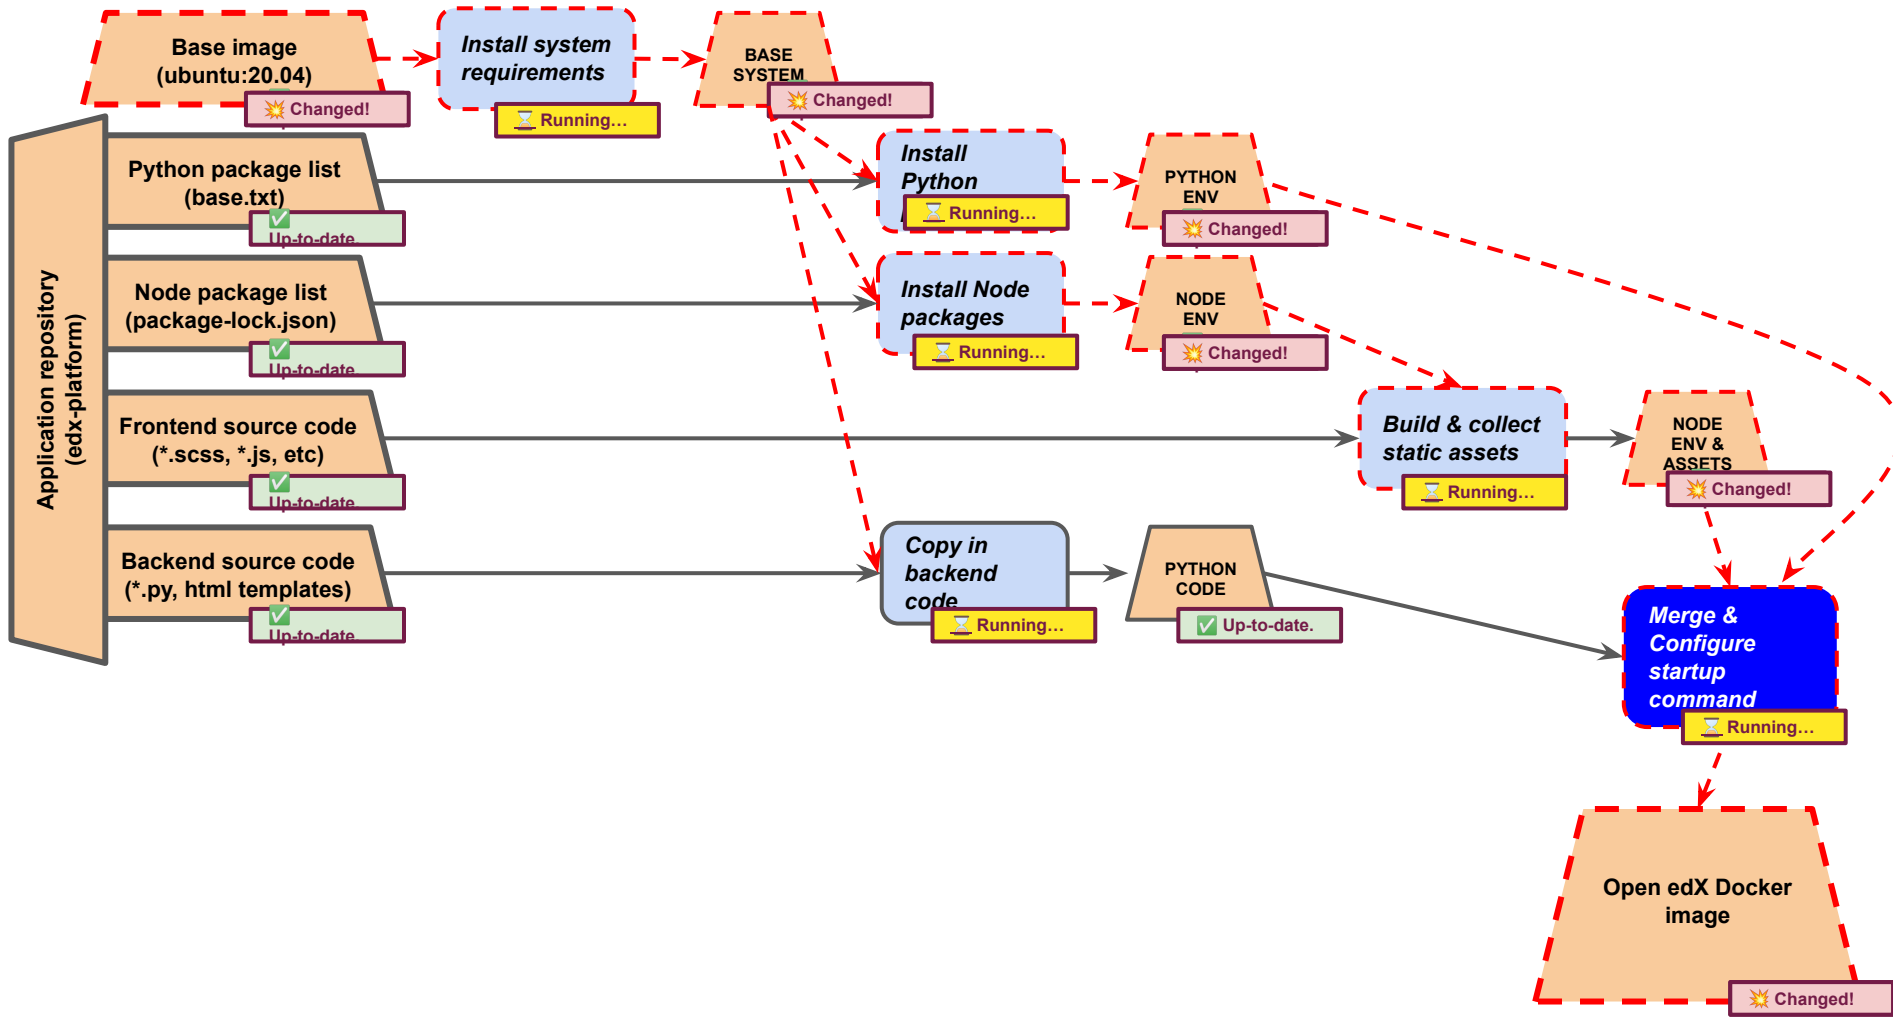 Base image
(ubuntu:20.04)
💥 Changed!
Install system
requirements
⏳ Running…
BASE
SYSTEM
💥 Changed!
Application repository
(edx-platform)
Python package list
(base.txt)
✅
Up-to-date.
Install
Python
⏳ Running…
PYTHON
ENV
💥 Changed!
Node package list
(package-lock.json)
✅
Up-to-date.
Install Node
packages
⏳ Running…
NODE
ENV
💥 Changed!
Frontend source code
(*.scss, *.js, etc)
✅
Up-to-date.
Build & collect
static assets
⏳ Running…
NODE
ENV &
ASSETS
💥 Changed!
Backend source code
(*.py, html templates)
✅
Up-to-date.
Copy in
backend
code
⏳ Running…
PYTHON
CODE
✅ Up-to-date.
Merge &
Configure
startup
command
⏳ Running…
Open edX Docker
image
💥 Changed!